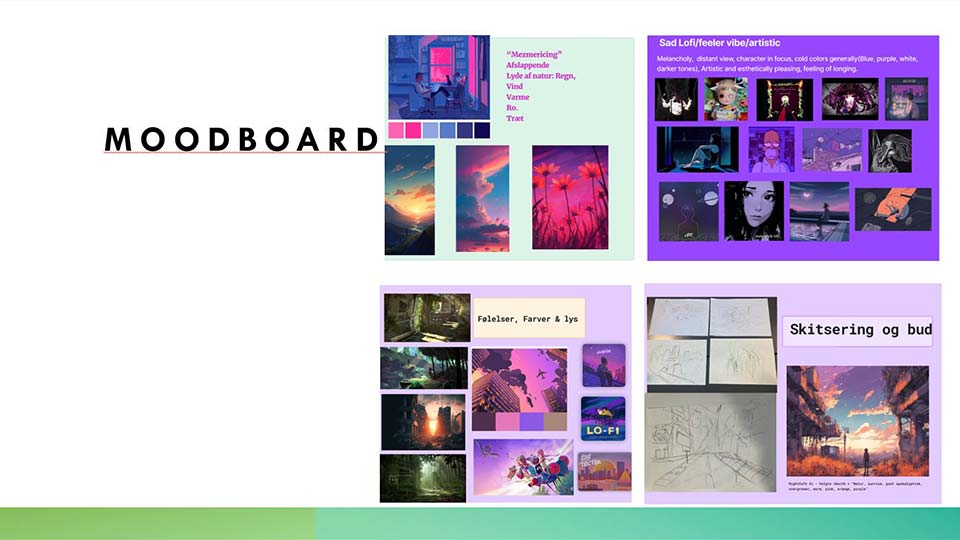 MOODBOARD
“Mezmericing”
Afslappende
Lyde af natur: Regn,
Vind
Varme
Ro.
Træt
Sad Lofi/feeler vibe/artistic
Melancholy, distant view, character in focus, cold colors generally(Blue, purple, white,
darker tones), Artistic and esthetically pleasing, feeling of longing.
Følelser, Farver & lys
LO-FI
Skitsering og bud